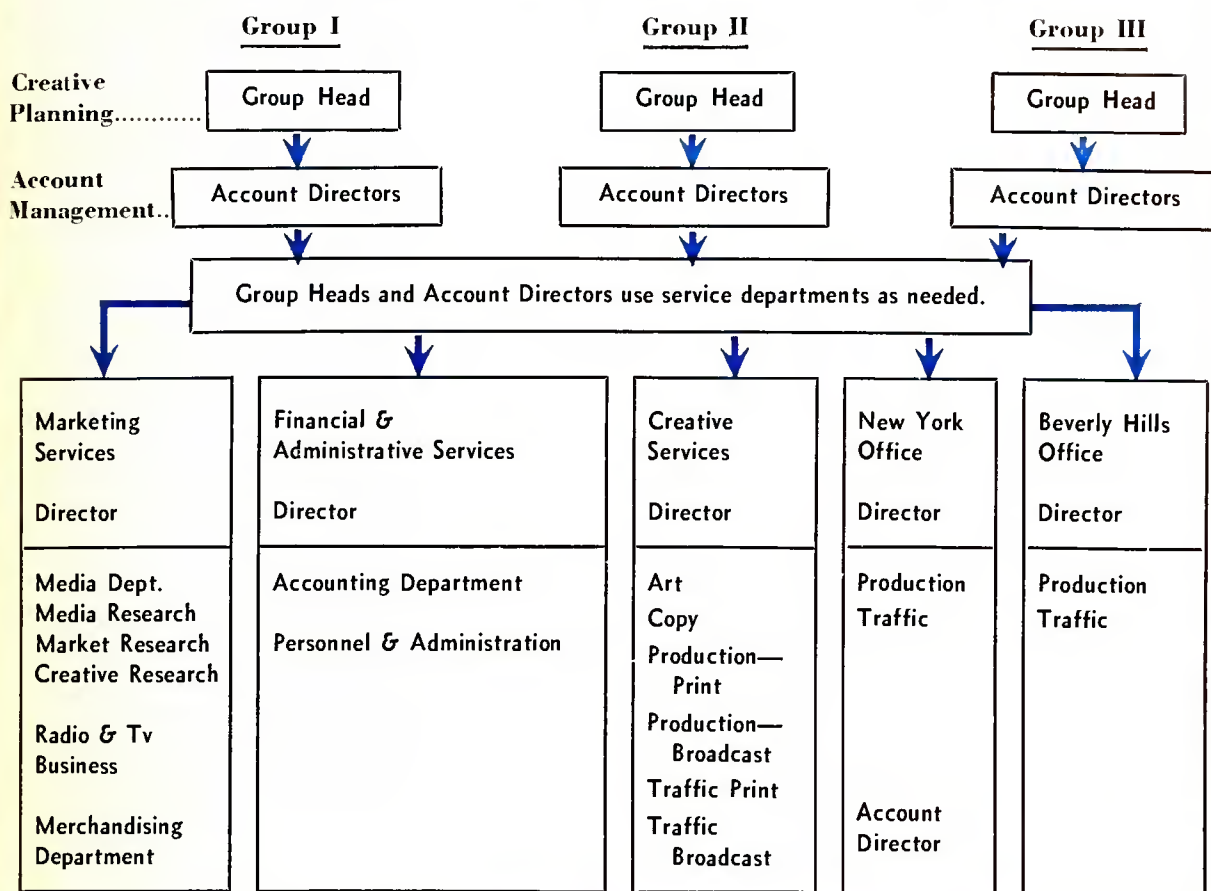 Group I
Group II
Group III
Creative
Planning............
Group Head
Group Head
Group Head
Account
Management..
Account Directors
Account Directors
Account Directors
Group Heads and Account Directors use service departments as needed.
Marketing
Services
Director
Media Dept.
Media Research
Market Research
Creative Research
Radio & Tv
Business
Merchandising
Department
Financial &
Administrative Services
Director
Accounting Department
Personnel & Administration
Creative
Services
Director
Art
Copy
Production—
Print
Production—
Broadcast
Traffic Print
Traffic
Broadcast
New York
Office
Director
Production
Traffic
Account
Director
Beverly Hills
Office
Director
Production
Traffic